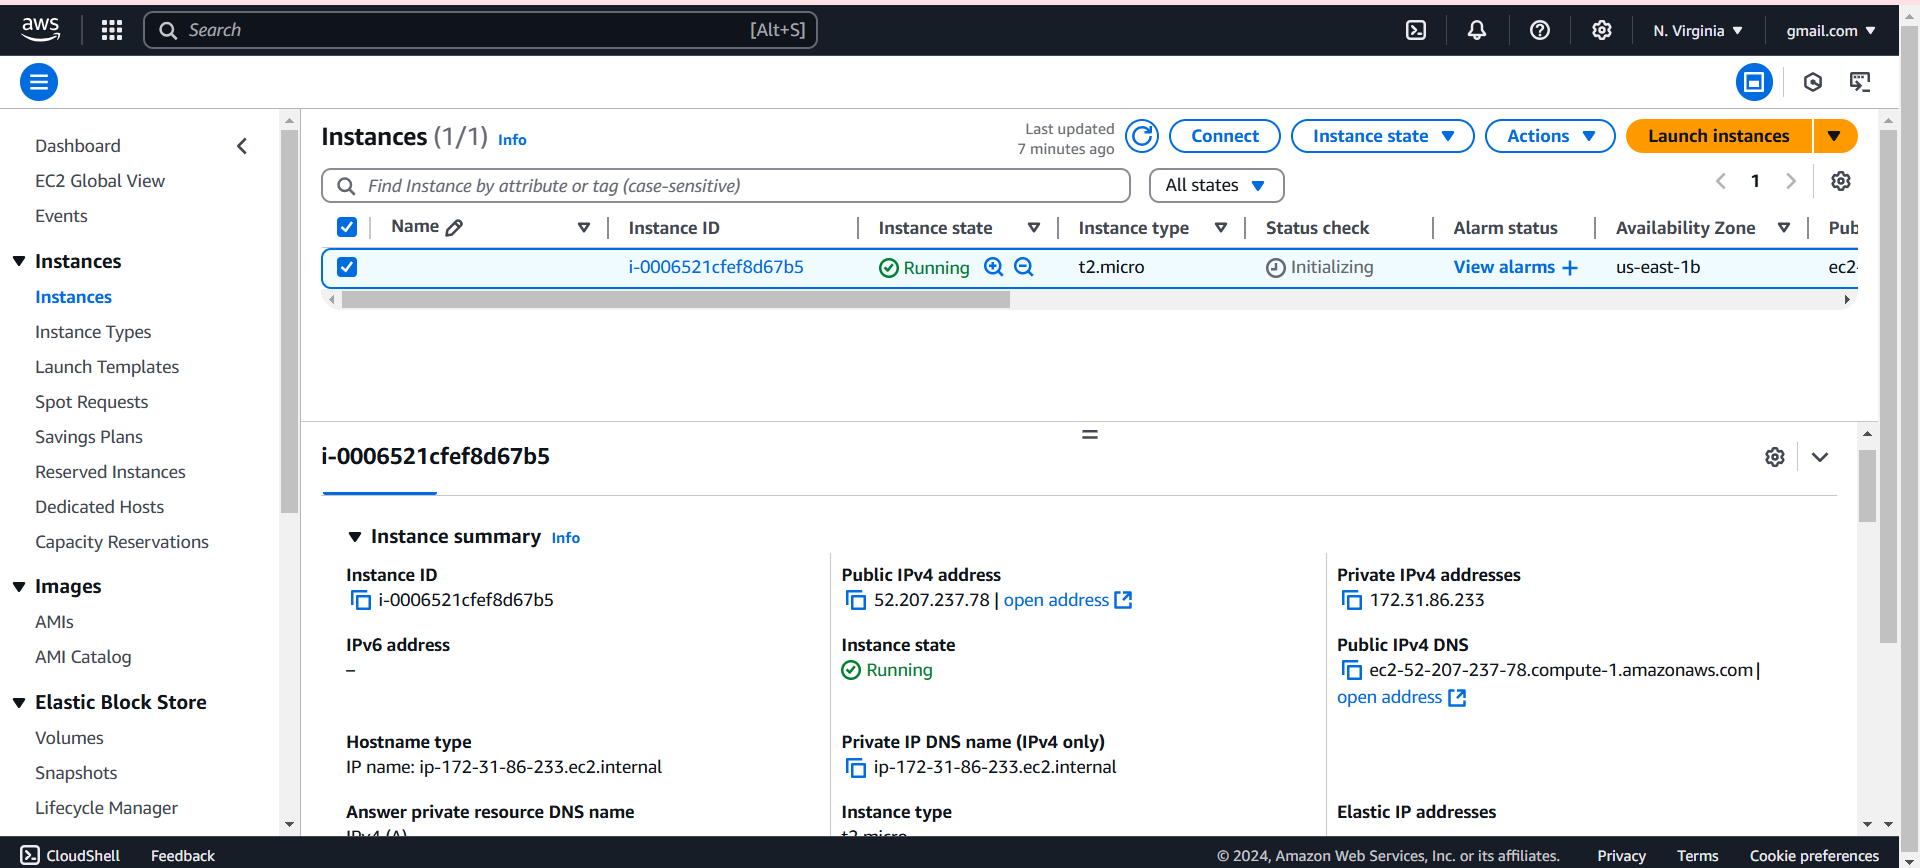 aws
Search
[Alt+S]
N. Virginia
gmail.com
Dashboard
EC2 Global View
Events
Instances
Instances
Instance Types
Launch Templates
Spot Requests
Savings Plans
Reserved Instances
Dedicated Hosts
Capacity Reservations
Images
AMIs
AMI Catalog
Elastic Block Store
Volumes
Snapshots
Lifecycle Manager
Instances (1/1) Info
Last updated
7 minutes ago
Connect
Instance state
Actions
Launch instances
Find Instance by attribute or tag (case-sensitive)
All states
1
Name Instance ID Instance state Instance type Status check Alarm status Availability Zone Pub
i-0006521cfef8d67b5 Running t2.micro Initializing View alarms + us-east-1b ec2-
i-0006521cfef8d67b5
Instance summary Info
Instance ID
i-0006521cfef8d67b5
Public IPv4 address
52.207.237.78 | open address
Private IPv4 addresses
172.31.86.233
IPv6 address
–
Instance state
Running
Public IPv4 DNS
ec2-52-207-237-78.compute-1.amazonaws.com |
open address
Hostname type
IP name: ip-172-31-86-233.ec2.internal
Private IP DNS name (IPv4 only)
ip-172-31-86-233.ec2.internal
Answer private resource DNS name
IPv4 (A)
Instance type
t2.micro
Elastic IP addresses
CloudShell
Feedback
© 2024, Amazon Web Services, Inc. or its affiliates.
Privacy
Terms
Cookie preferences